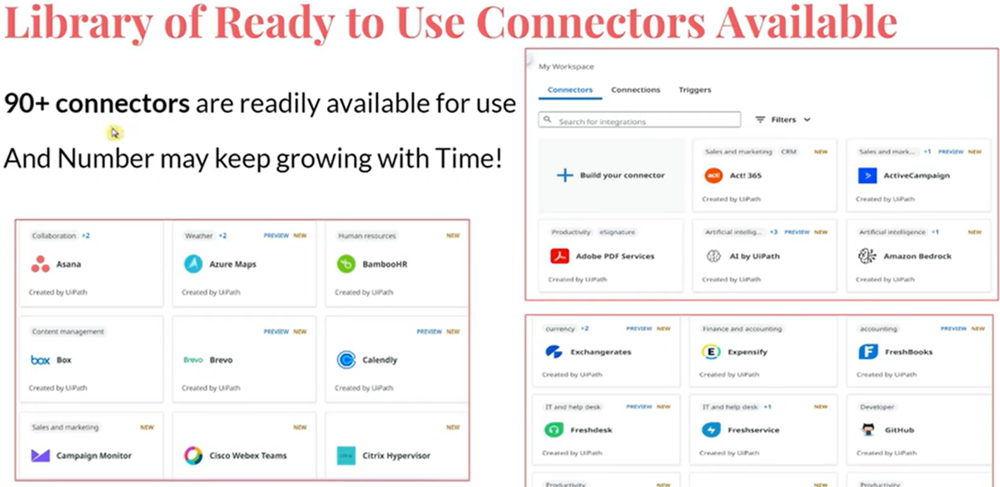 Library of Ready to Use Connectors Available
90+ connectors are readily available for use
And Number may keep growing with Time!
My Workspace
Connectors Connections Triggers
Search for integrations Filters
Sales and marketing CRM NEW
Sales and mark... +1 PREVIEW NEW
Build your connector
act! Act! 365
ActiveCampaign
Created by UiPath
Created by UiPath
Productivity eSignature
Artificial intellig... +3 PREVIEW NEW
Artificial intelligence +1 NEW
Adobe PDF Services
AI by UiPath
Amazon Bedrock
Created by UiPath
Created by UiPath
Created by UiPath
Collaboration +2
Weather +2 PREVIEW NEW
Human resources NEW
Asana
Azure Maps
BambooHR
Created by UiPath
Created by UiPath
Created by UiPath
Content management
PREVIEW NEW
PREVIEW NEW
box Box
Brevo Brevo
Calendly
Created by UiPath
Created by UiPath
Created by UiPath
Sales and marketing NEW
NEW
NEW
Campaign Monitor
Cisco Webex Teams
Citrix Hypervisor
currency +2 PREVIEW NEW
Finance and accounting
accounting PREVIEW NEW
Exchangerates
E Expensify
F FreshBooks
Created by UiPath
Created by UiPath
Created by UiPath
IT and help desk PREVIEW NEW
IT and help desk +1 NEW
Developer
Freshdesk
Freshservice
GitHub
Created by UiPath
Created by UiPath
Created by UiPath
Productivity NEW
NEW
Productivity NEW